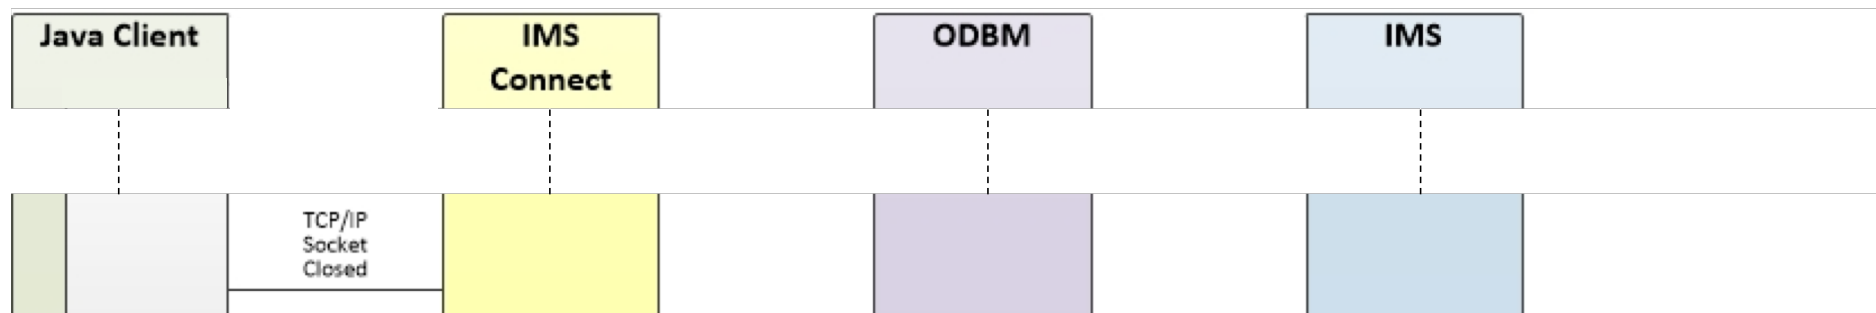 Java Client
IMS
Connect
ODBM
IMS
TCP/IP
Socket
Closed